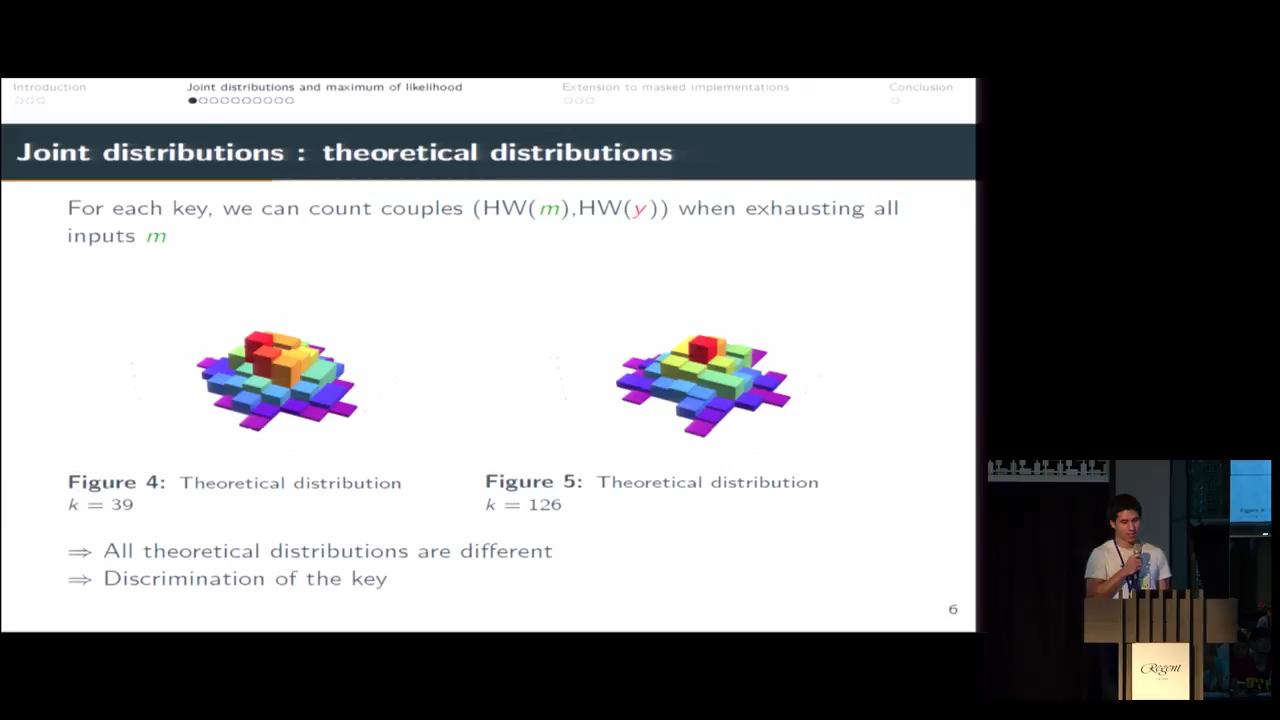 Introduction
Joint distributions and maximum of likelihood
Extension to masked implementations
Conclusion
Joint distributions : theoretical distributions
For each key, we can count couples (HW(m),HW(y)) when exhausting all
inputs m
Figure 4: Theoretical distribution
k = 39
Figure 5: Theoretical distribution
k = 126
⇒ All theoretical distributions are different
⇒ Discrimination of the key
6
Regent